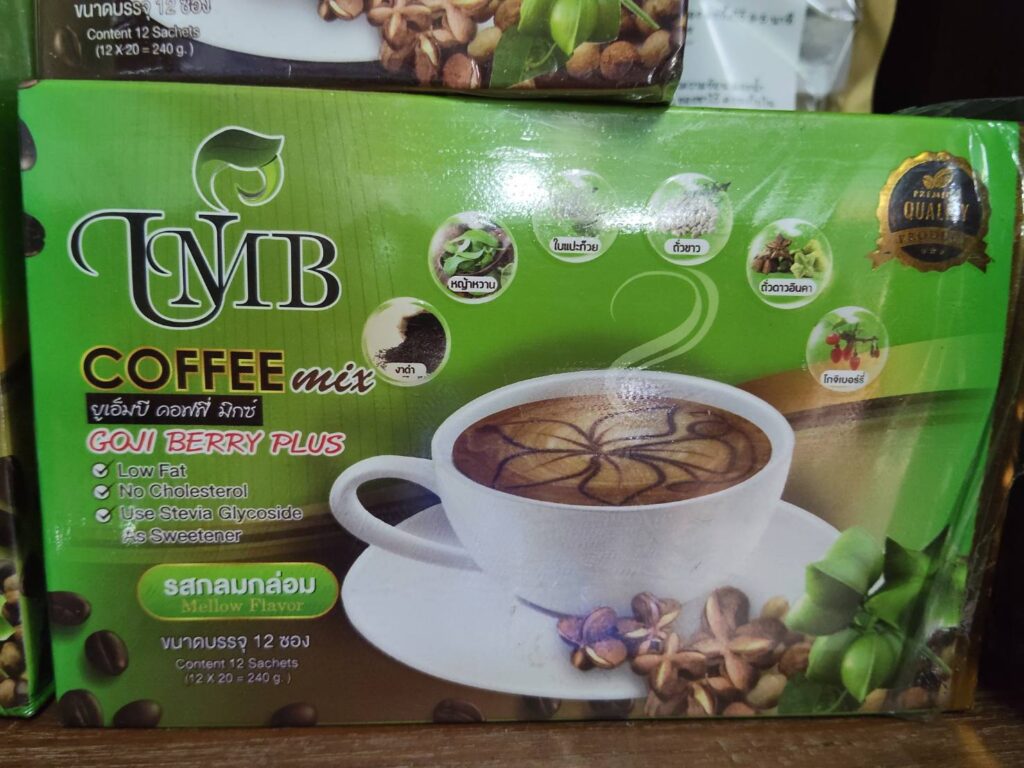 ขนาดบรรจุ 12 ซอง
Content 12 Sachets
(12 X 20 = 240 g. )
UMB
COFFEE mix
ยูเอ็มบี คอฟฟี่ มิกซ์
GOJI BERRY PLUS
Low Fat
No Cholesterol
Use Stevia Glycoside
As Sweetener
รสกลมกล่อม
Mellow Flavor
ขนาดบรรจุ 12 ซอง
Content 12 Sachets
(12 X 20 = 240 g. )
งาดำ
หญ้าหวาน
ใบแปะก๊วย
ถั่วขาว
ถั่วดาวอินคา
โกจิเบอร์รี่
PREMIUM
QUALITY
PRODUCT